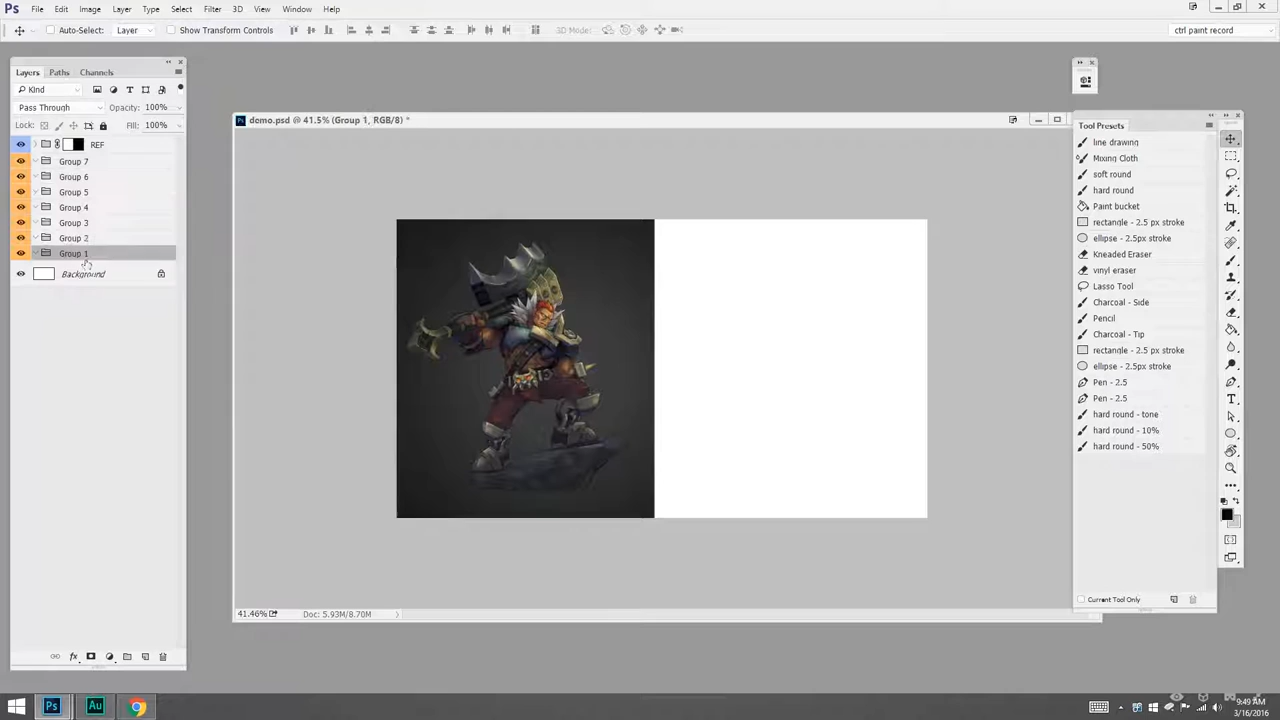 Ps File Edit Image Layer Type Select Filter 3D View Window Help
Auto-Select: Layer Show Transform Controls 3D Mode: ctrl paint record
Layers Paths Channels
Kind
Pass Through Opacity: 100%
Lock: Fill: 100%
REF
Group 7
Group 6
Group 5
Group 4
Group 3
Group 2
Group 1
Background
demo.psd @ 41.5% (Group 1, RGB/8) *
41.46% Doc: 5.93M/8.70M
Tool Presets
line drawing
Mixing Cloth
soft round
hard round
Paint bucket
rectangle - 2.5 px stroke
ellipse - 2.5px stroke
Kneaded Eraser
vinyl eraser
Lasso Tool
Charcoal - Side
Pencil
Charcoal - Tip
rectangle - 2.5 px stroke
ellipse - 2.5px stroke
Pen - 2.5
Pen - 2.5
hard round - tone
hard round - 10%
hard round - 50%
Current Tool Only
Ps Au
9:49 AM
3/16/2016